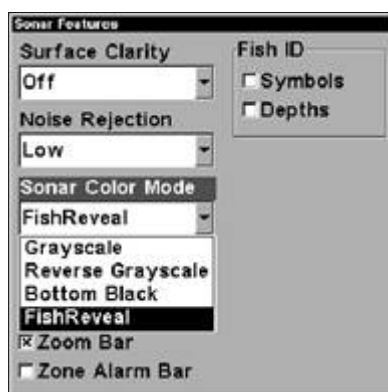 Sonar Features
Surface Clarity
Off
Noise Rejection
Low
Sonar Color Mode
FishReveal
Grayscale
Reverse Grayscale
Bottom Black
FishReveal
Zoom Bar
Zone Alarm Bar
Fish ID
Symbols
Depths